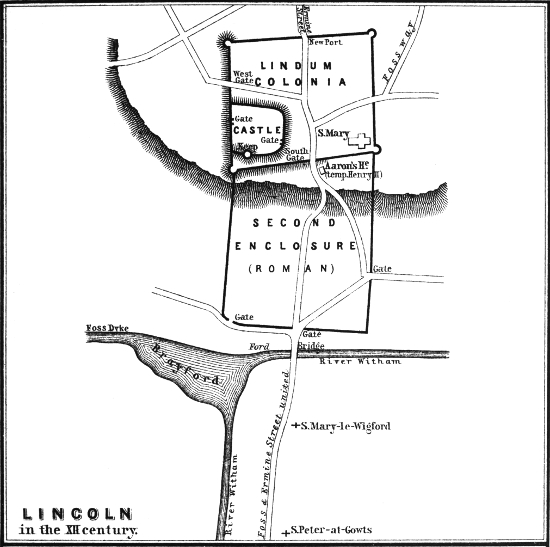 Ermine
Street
New Port
Foss way
LINDUM
COLONIA
West
Gate
Gate
CASTLE
Gate
Keep
S. Mary
South
Gate
Aaron's He
(temp. Henry II)
SECOND
ENCLOSURE
(ROMAN)
Gate
Gate
Gate
Foss Dyke
Ford
Bridge
River Witham
Brayford
Foss & Ermine Street united
S. Mary-le-Wigford
River Witham
S. Peter-at-Gowts
LINCOLN
in the XII century.